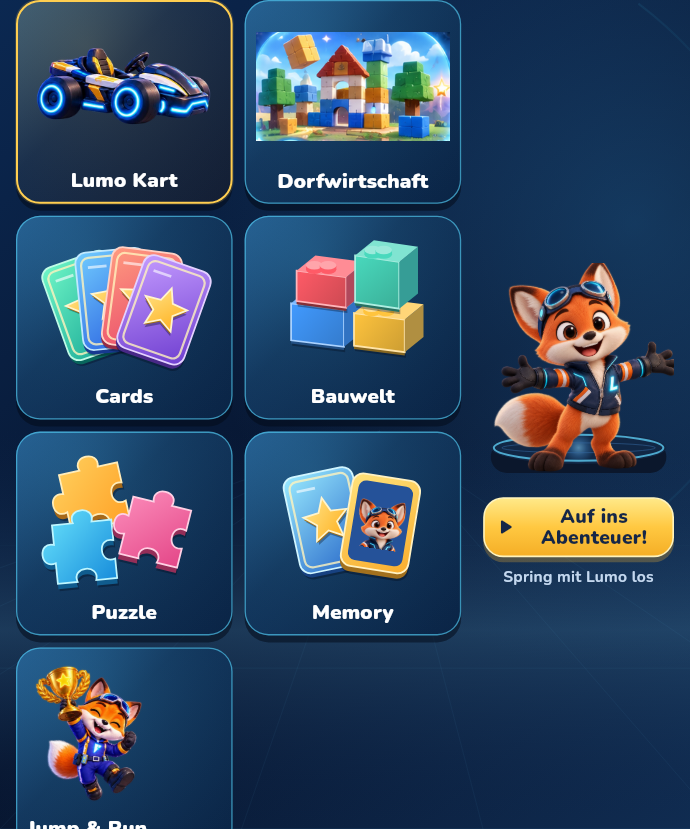 Lumo Kart
Dorfwirtschaft
Cards
Bauwelt
Auf ins
Abenteuer!
Spring mit Lumo los
Puzzle
Memory
Jump & Run